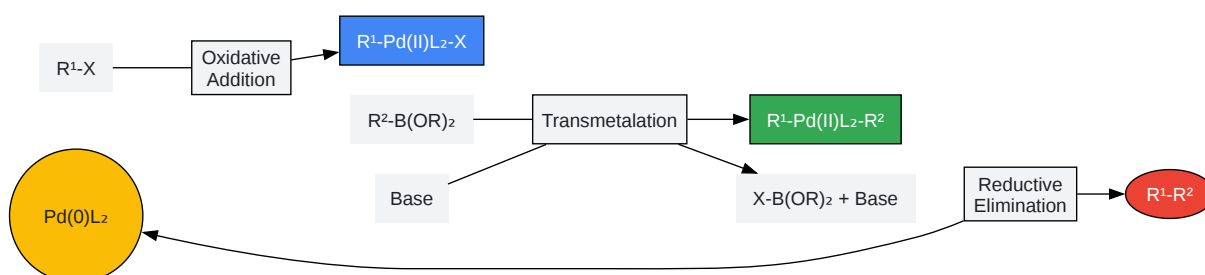 R¹-X
Oxidative
Addition
R¹-Pd(II)L₂-X
R²-B(OR)₂
Transmetalation
R¹-Pd(II)L₂-R²
Base
X-B(OR)₂ + Base
Pd(0)L₂
Reductive
Elimination
R¹-R²